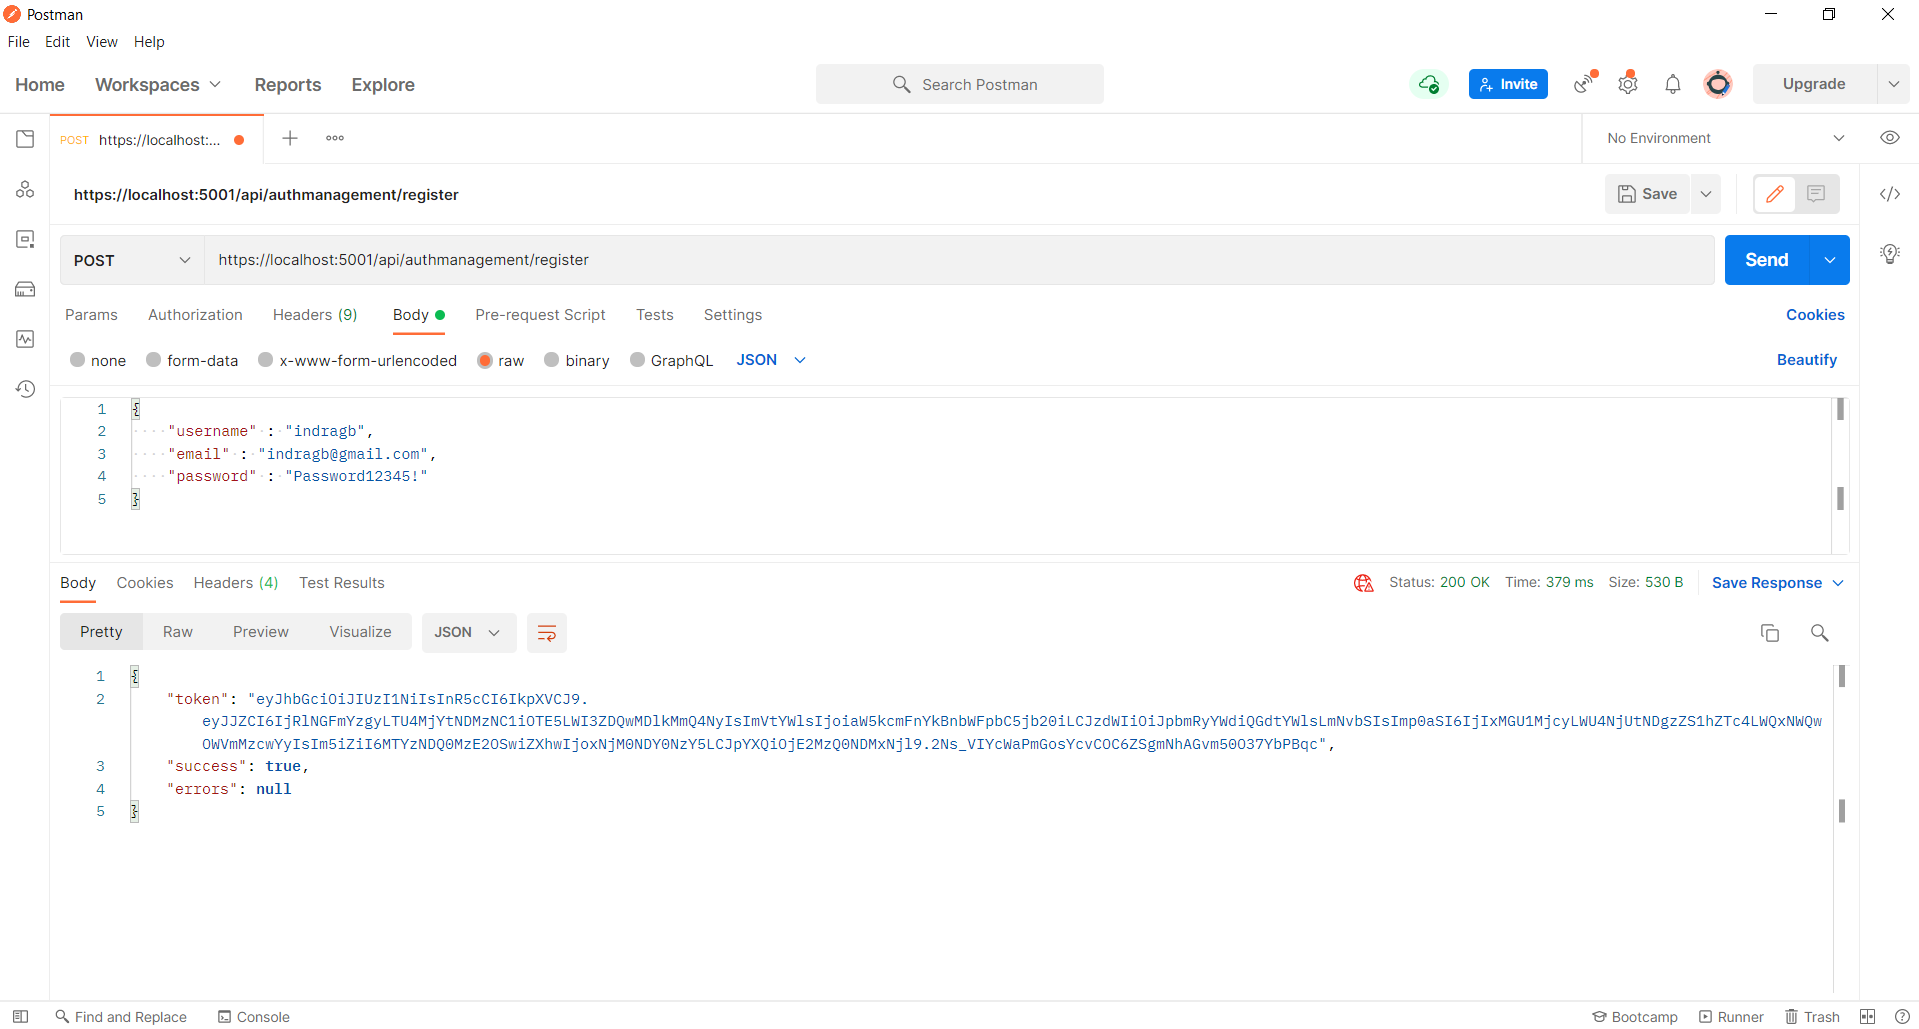 Postman
File Edit View Help
Home Workspaces Reports Explore Search Postman Invite Upgrade
POST https://localhost:... No Environment
https://localhost:5001/api/authmanagement/register Save
POST https://localhost:5001/api/authmanagement/register Send
Params Authorization Headers (9) Body Pre-request Script Tests Settings Cookies
none form-data x-www-form-urlencoded raw binary GraphQL JSON Beautify
1 {
2 "username" : "indragb",
3 "email" : "indragb@gmail.com",
4 "password" : "Password12345!"
5 }
Body Cookies Headers (4) Test Results Status: 200 OK Time: 379 ms Size: 530 B Save Response
Pretty Raw Preview Visualize JSON
1 {
2 "token": "eyJhbGciOiJIUzI1NiIsInR5cCI6IkpXVCJ9.
eyJJZCI6IjRlNGFmYzgyLTU4MjYtNDMzNC1iOTE5LWI3ZDQwMDlkMmQ4NyIsImVtYWlsIjoiaW5kcmFnYkBnbWFpbC5jb20iLCJzdWIiOiJpbmRyYWdiQGdtYWlsLmNvbSIsImp0aSI6IjIxMGU1MjcyLWU4NjUtNDgzZS1hZTc4LWQxNWQw
OWVmMzcwYyIsIm5iZiI6MTYzNDQ0MzE2OSwiZXhwIjoxNjM0NDY0NzY5LCJpYXQiOjE2MzQ0NDMxNjl9.2Ns_VIYcWaPmGosYcvCOC6ZSgmNhAGvm50O37YbPBqc",
3 "success": true,
4 "errors": null
5 }
Find and Replace Console Bootcamp Runner Trash